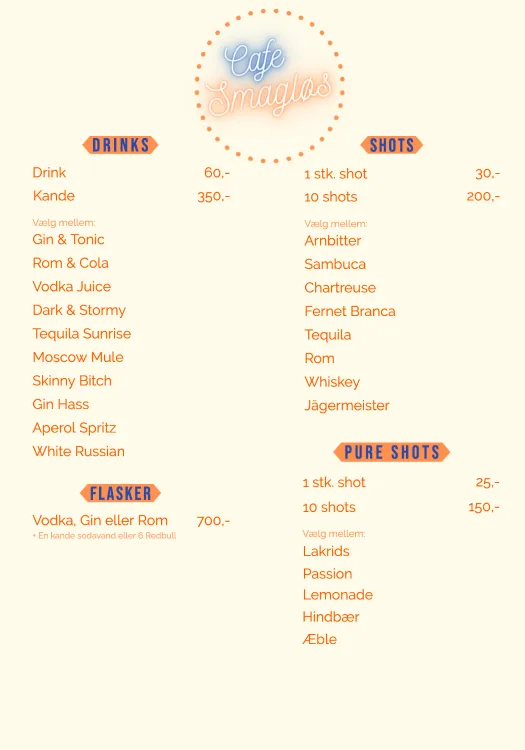 Cafe
Smagløs
DRINKS
Drink 60,-
Kande 350,-
Vælg mellem:
Gin & Tonic
Rom & Cola
Vodka Juice
Dark & Stormy
Tequila Sunrise
Moscow Mule
Skinny Bitch
Gin Hass
Aperol Spritz
White Russian
FLASKER
Vodka, Gin eller Rom 700,-
+ En kande sodavand eller 6 Redbull
SHOTS
1 stk. shot 30,-
10 shots 200,-
Vælg mellem:
Arnbitter
Sambuca
Chartreuse
Fernet Branca
Tequila
Rom
Whiskey
Jägermeister
PURE SHOTS
1 stk. shot 25,-
10 shots 150,-
Vælg mellem:
Lakrids
Passion
Lemonade
Hindbær
Æble